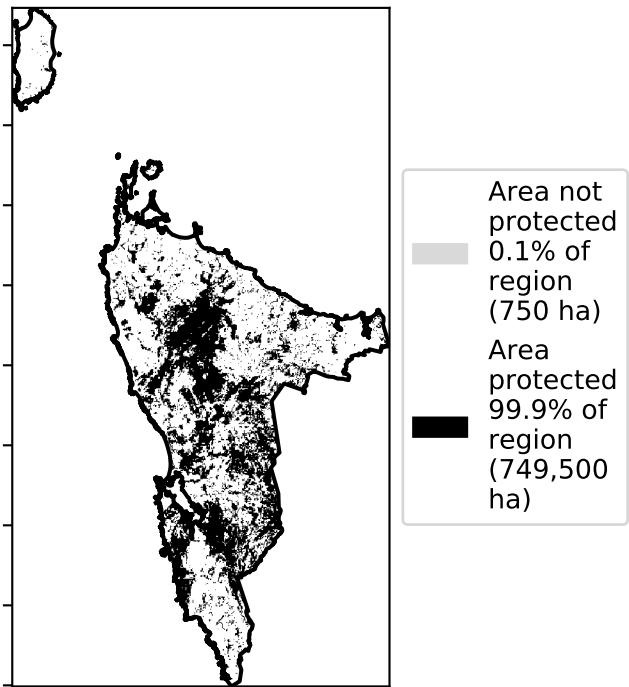 Area not
protected
0.1% of
region
(750 ha)
Area
protected
99.9% of
region
(749,500
ha)